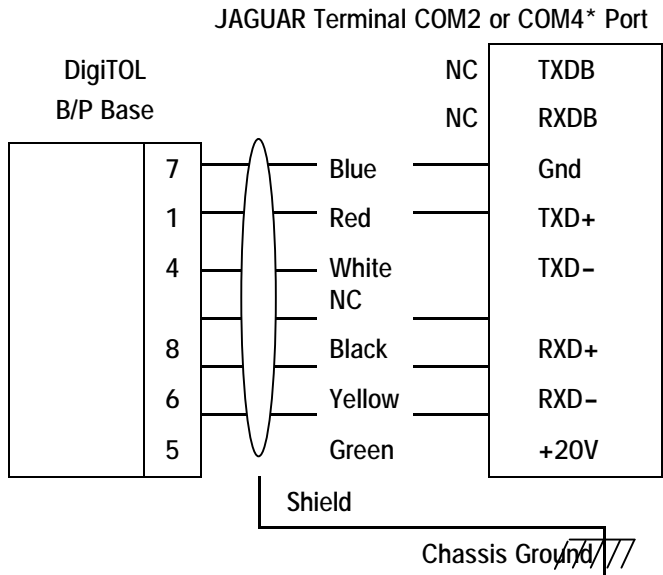 JAGUAR Terminal COM2 or COM4* Port
DigiTOL
B/P Base
NC TXDB
NC RXDB
7 Blue Gnd
1 Red TXD+
4 White TXD–
NC
8 Black RXD+
6 Yellow RXD–
5 Green +20V
Shield
Chassis Ground